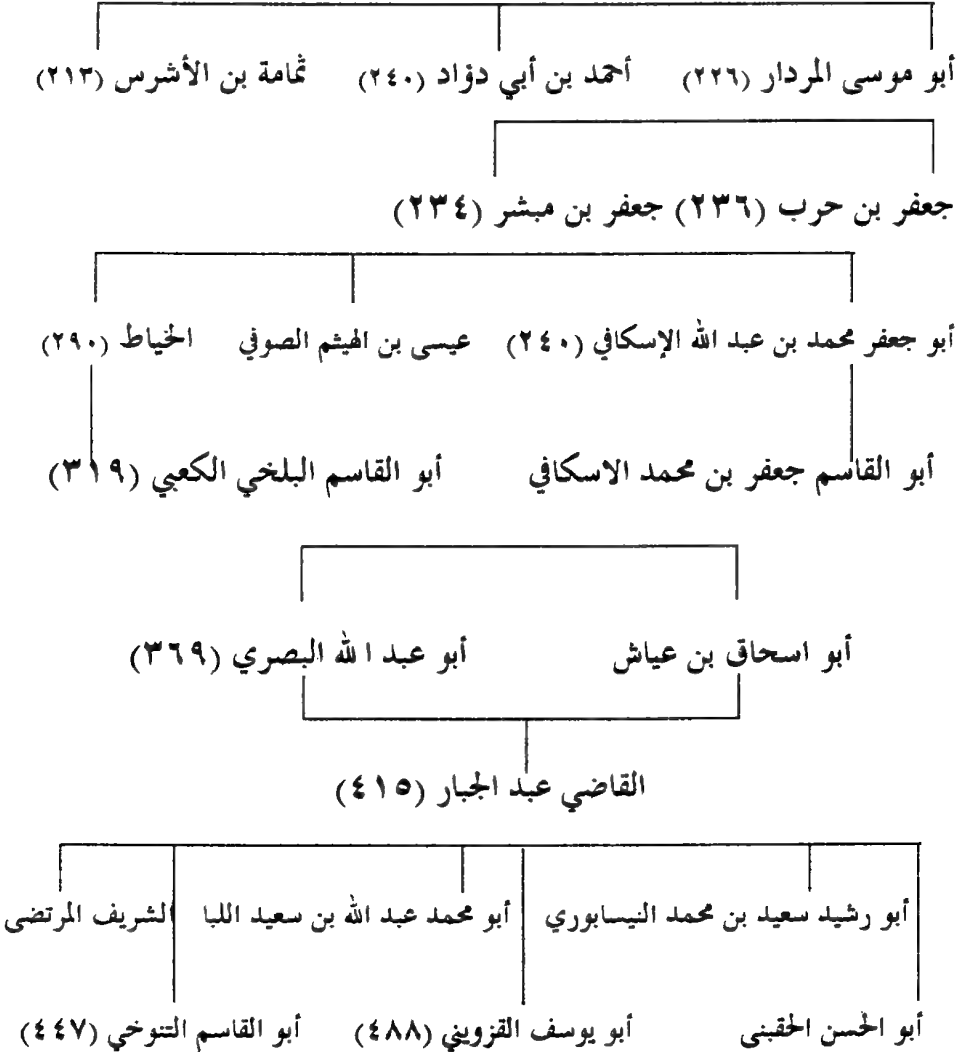 أبو موسى المردار (٢٢٦) أحمد بن أبي دؤاد (٢٤٠) ثمامة بن الأشرس (٢١٣)
جعفر بن حرب (٢٣٦) جعفر بن مبشر (٢٣٤)
أبو جعفر محمد بن عبد الله الإسكافي (٢٤٠) عيسى بن الهيثم الصوفي الخياط (٢٩٠)
أبو القاسم جعفر بن محمد الاسكافي أبو القاسم البلخي الكعبي (٣١٩)
أبو اسحاق بن عياش أبو عبد الله البصري (٣٦٩)
القاضي عبد الجبار (٤١٥)
أبو رشيد سعيد بن محمد النيسابوري أبو محمد عبد الله بن سعيد اللبا الشريف المرتضى
أبو الحسن الحقبنى أبو يوسف القزويني (٤٨٨) أبو القاسم التنوخي (٤٤٧)